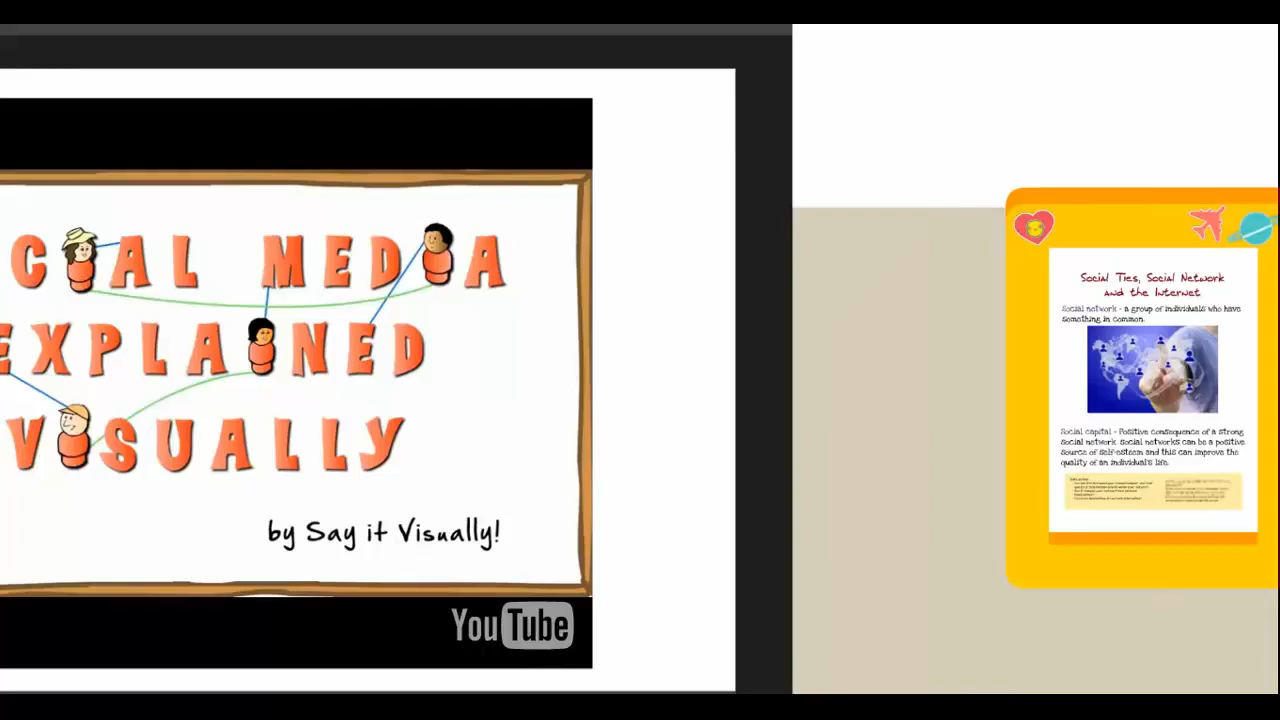 CIAL MEDIA
EXPLAINED
VISUALLY
by Say it Visually!
YouTube
Social Ties, Social Network
and the Internet
Social network - a group of individuals who have
something in common.
Social capital - Positive consequence of a strong
social network. Social networks can be a positive
source of self-esteem and this can improve the
quality of an individual's life.